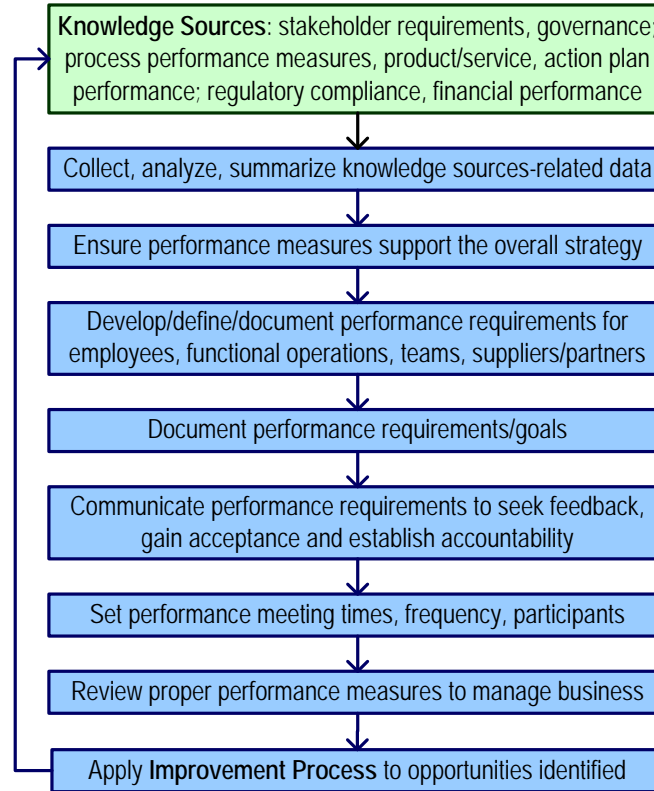 Knowledge Sources: stakeholder requirements, governance;
process performance measures, product/service, action plan
performance; regulatory compliance, financial performance
Collect, analyze, summarize knowledge sources-related data
Ensure performance measures support the overall strategy
Develop/define/document performance requirements for
employees, functional operations, teams, suppliers/partners
Document performance requirements/goals
Communicate performance requirements to seek feedback,
gain acceptance and establish accountability
Set performance meeting times, frequency, participants
Review proper performance measures to manage business
Apply Improvement Process to opportunities identified